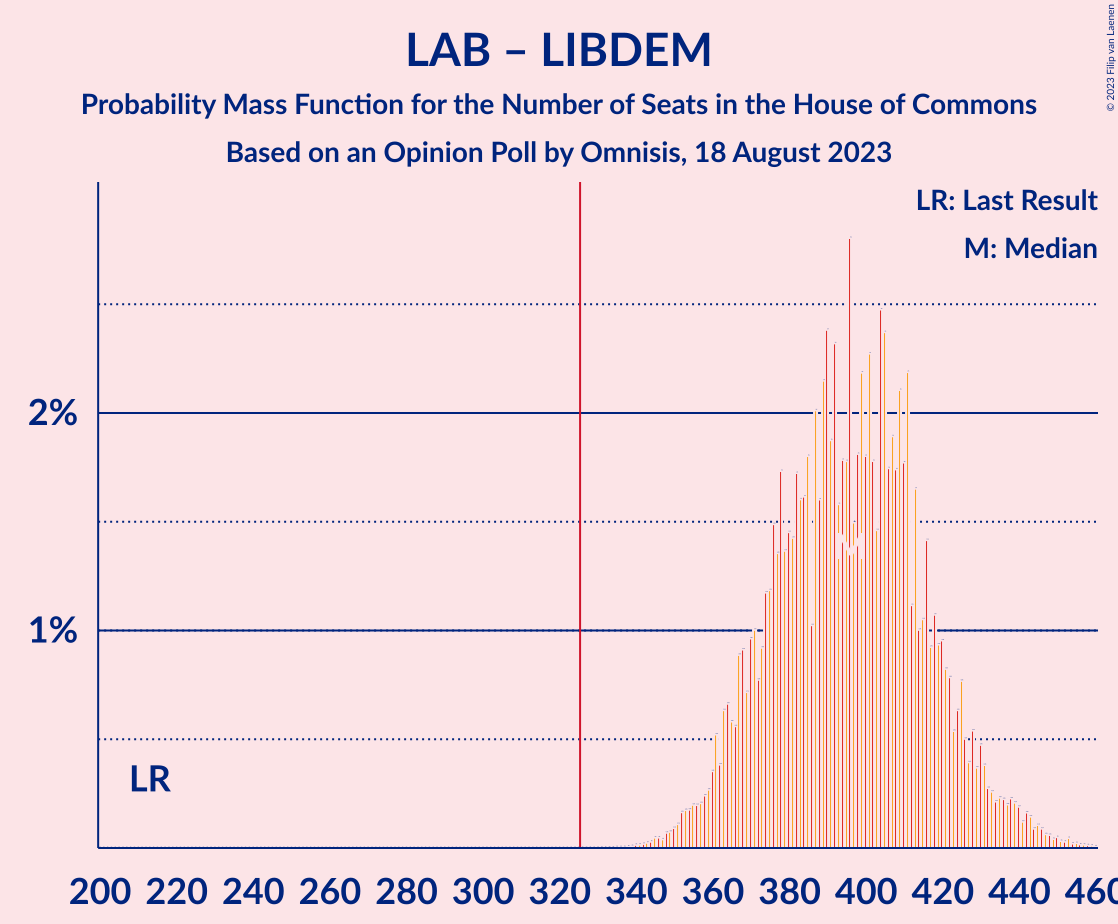 LAB – LIBDEM
Probability Mass Function for the Number of Seats in the House of Commons
Based on an Opinion Poll by Omnisis, 18 August 2023
© 2023 Filip van Laenen
LR: Last Result
M: Median
2%
1%
LR
200 220 240 260 280 300 320 340 360 380 400 420 440 460